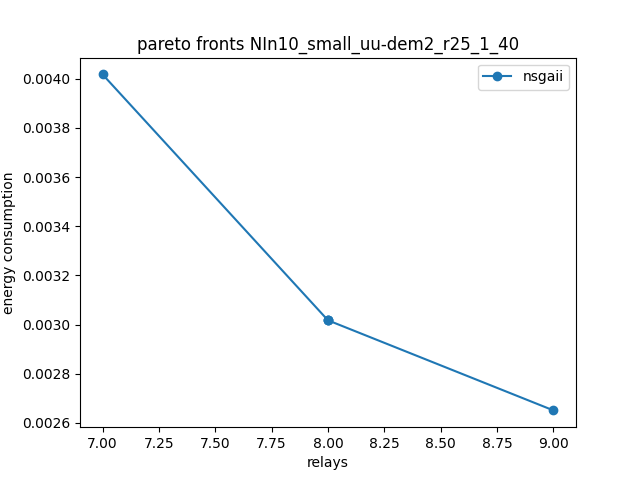 pareto fronts NIn10_small_uu-dem2_r25_1_40
nsgaii
energy consumption
0.0040
0.0038
0.0036
0.0034
0.0032
0.0030
0.0028
0.0026
7.00 7.25 7.50 7.75 8.00 8.25 8.50 8.75 9.00
relays